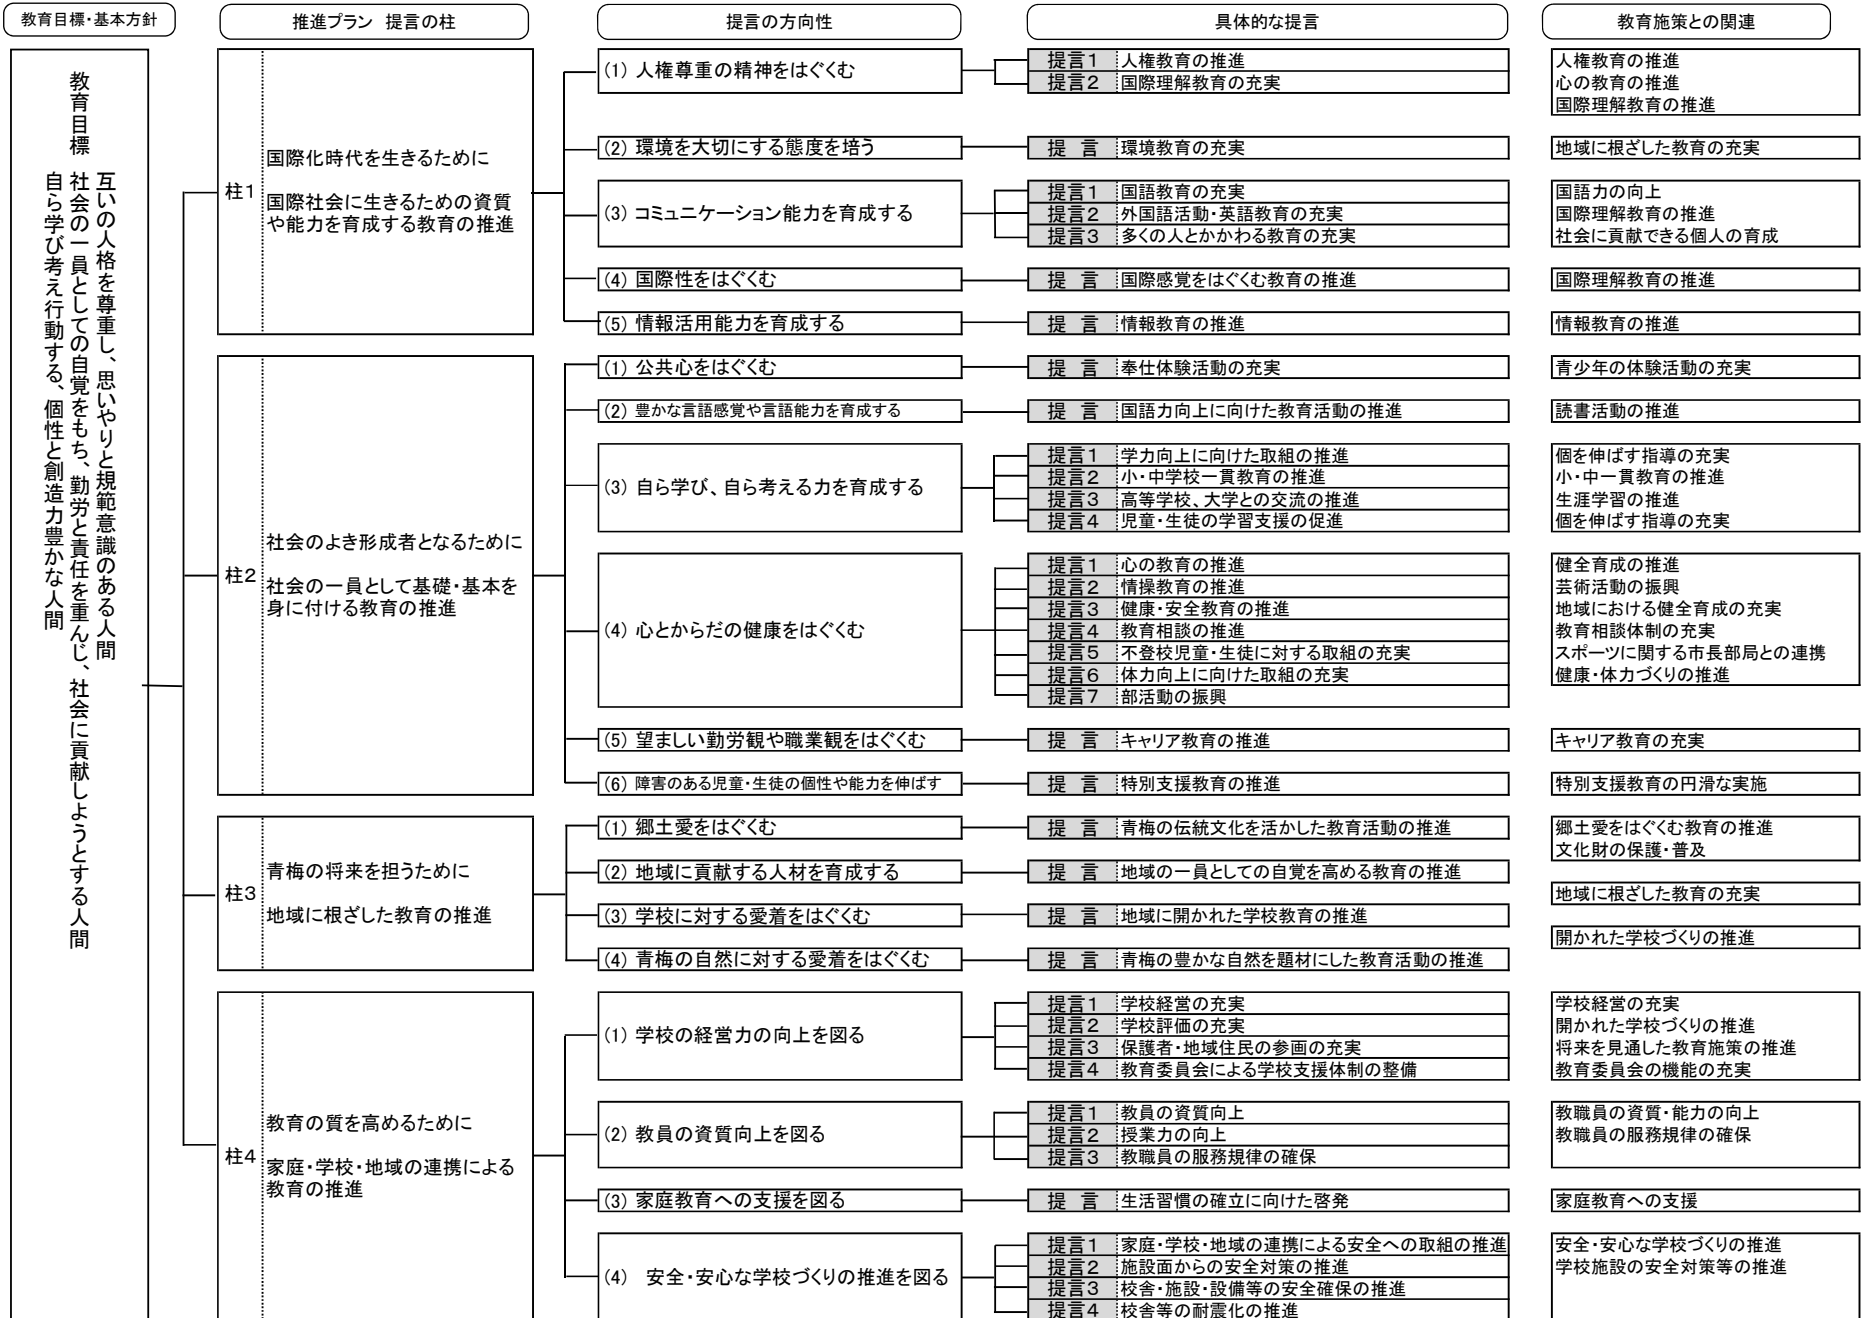 教育目標・基本方針
推進プラン　提言の柱
提言の方向性
具体的な提言
教育施策との関連
教育目標
互いの人格を尊重し、思いやりと規範意識のある人間
社会の一員としての自覚をもち、勤労と責任を重んじ、社会に貢献しようとする人間
自ら学び考え行動する、個性と創造力豊かな人間
柱1
国際化時代を生きるために
国際社会に生きるための資質
や能力を育成する教育の推進
(1) 人権尊重の精神をはぐくむ
提言1 人権教育の推進
提言2 国際理解教育の充実
人権教育の推進
心の教育の推進
国際理解教育の推進
(2) 環境を大切にする態度を培う
提 言 環境教育の充実
地域に根ざした教育の充実
(3) コミュニケーション能力を育成する
提言1 国語教育の充実
提言2 外国語活動・英語教育の充実
提言3 多くの人とかかわる教育の充実
国語力の向上
国際理解教育の推進
社会に貢献できる個人の育成
(4) 国際性をはぐくむ
提 言 国際感覚をはぐくむ教育の推進
国際理解教育の推進
(5) 情報活用能力を育成する
提 言 情報教育の推進
情報教育の推進
柱2
社会のよき形成者となるために
社会の一員として基礎・基本を
身に付ける教育の推進
(1) 公共心をはぐくむ
提 言 奉仕体験活動の充実
青少年の体験活動の充実
(2) 豊かな言語感覚や言語能力を育成する
提 言 国語力向上に向けた教育活動の推進
読書活動の推進
(3) 自ら学び、自ら考える力を育成する
提言1 学力向上に向けた取組の推進
提言2 小・中学校一貫教育の推進
提言3 高等学校、大学との交流の推進
提言4 児童・生徒の学習支援の促進
個を伸ばす指導の充実
小・中一貫教育の推進
生涯学習の推進
個を伸ばす指導の充実
(4) 心とからだの健康をはぐくむ
提言1 心の教育の推進
提言2 情操教育の推進
提言3 健康・安全教育の推進
提言4 教育相談の推進
提言5 不登校児童・生徒に対する取組の充実
提言6 体力向上に向けた取組の充実
提言7 部活動の振興
健全育成の推進
芸術活動の振興
地域における健全育成の充実
教育相談体制の充実
スポーツに関する市長部局との連携
健康・体力づくりの推進
(5) 望ましい勤労観や職業観をはぐくむ
提 言 キャリア教育の推進
キャリア教育の充実
(6) 障害のある児童・生徒の個性や能力を伸ばす
提 言 特別支援教育の推進
特別支援教育の円滑な実施
柱3
青梅の将来を担うために
地域に根ざした教育の推進
(1) 郷土愛をはぐくむ
提 言 青梅の伝統文化を活かした教育活動の推進
郷土愛をはぐくむ教育の推進
文化財の保護・普及
(2) 地域に貢献する人材を育成する
提 言 地域の一員としての自覚を高める教育の推進
地域に根ざした教育の充実
(3) 学校に対する愛着をはぐくむ
提 言 地域に開かれた学校教育の推進
開かれた学校づくりの推進
(4) 青梅の自然に対する愛着をはぐくむ
提 言 青梅の豊かな自然を題材にした教育活動の推進
柱4
教育の質を高めるために
家庭・学校・地域の連携による
教育の推進
(1) 学校の経営力の向上を図る
提言1 学校経営の充実
提言2 学校評価の充実
提言3 保護者・地域住民の参画の充実
提言4 教育委員会による学校支援体制の整備
学校経営の充実
開かれた学校づくりの推進
将来を見通した教育施策の推進
教育委員会の機能の充実
(2) 教員の資質向上を図る
提言1 教員の資質向上
提言2 授業力の向上
提言3 教職員の服務規律の確保
教職員の資質・能力の向上
教職員の服務規律の確保
(3) 家庭教育への支援を図る
提 言 生活習慣の確立に向けた啓発
家庭教育への支援
(4)　安全・安心な学校づくりの推進を図る
提言1 家庭・学校・地域の連携による安全への取組の推進
提言2 施設面からの安全対策の推進
提言3 校舎・施設・設備等の安全確保の推進
提言4 校舎等の耐震化の推進
安全・安心な学校づくりの推進
学校施設の安全対策等の推進